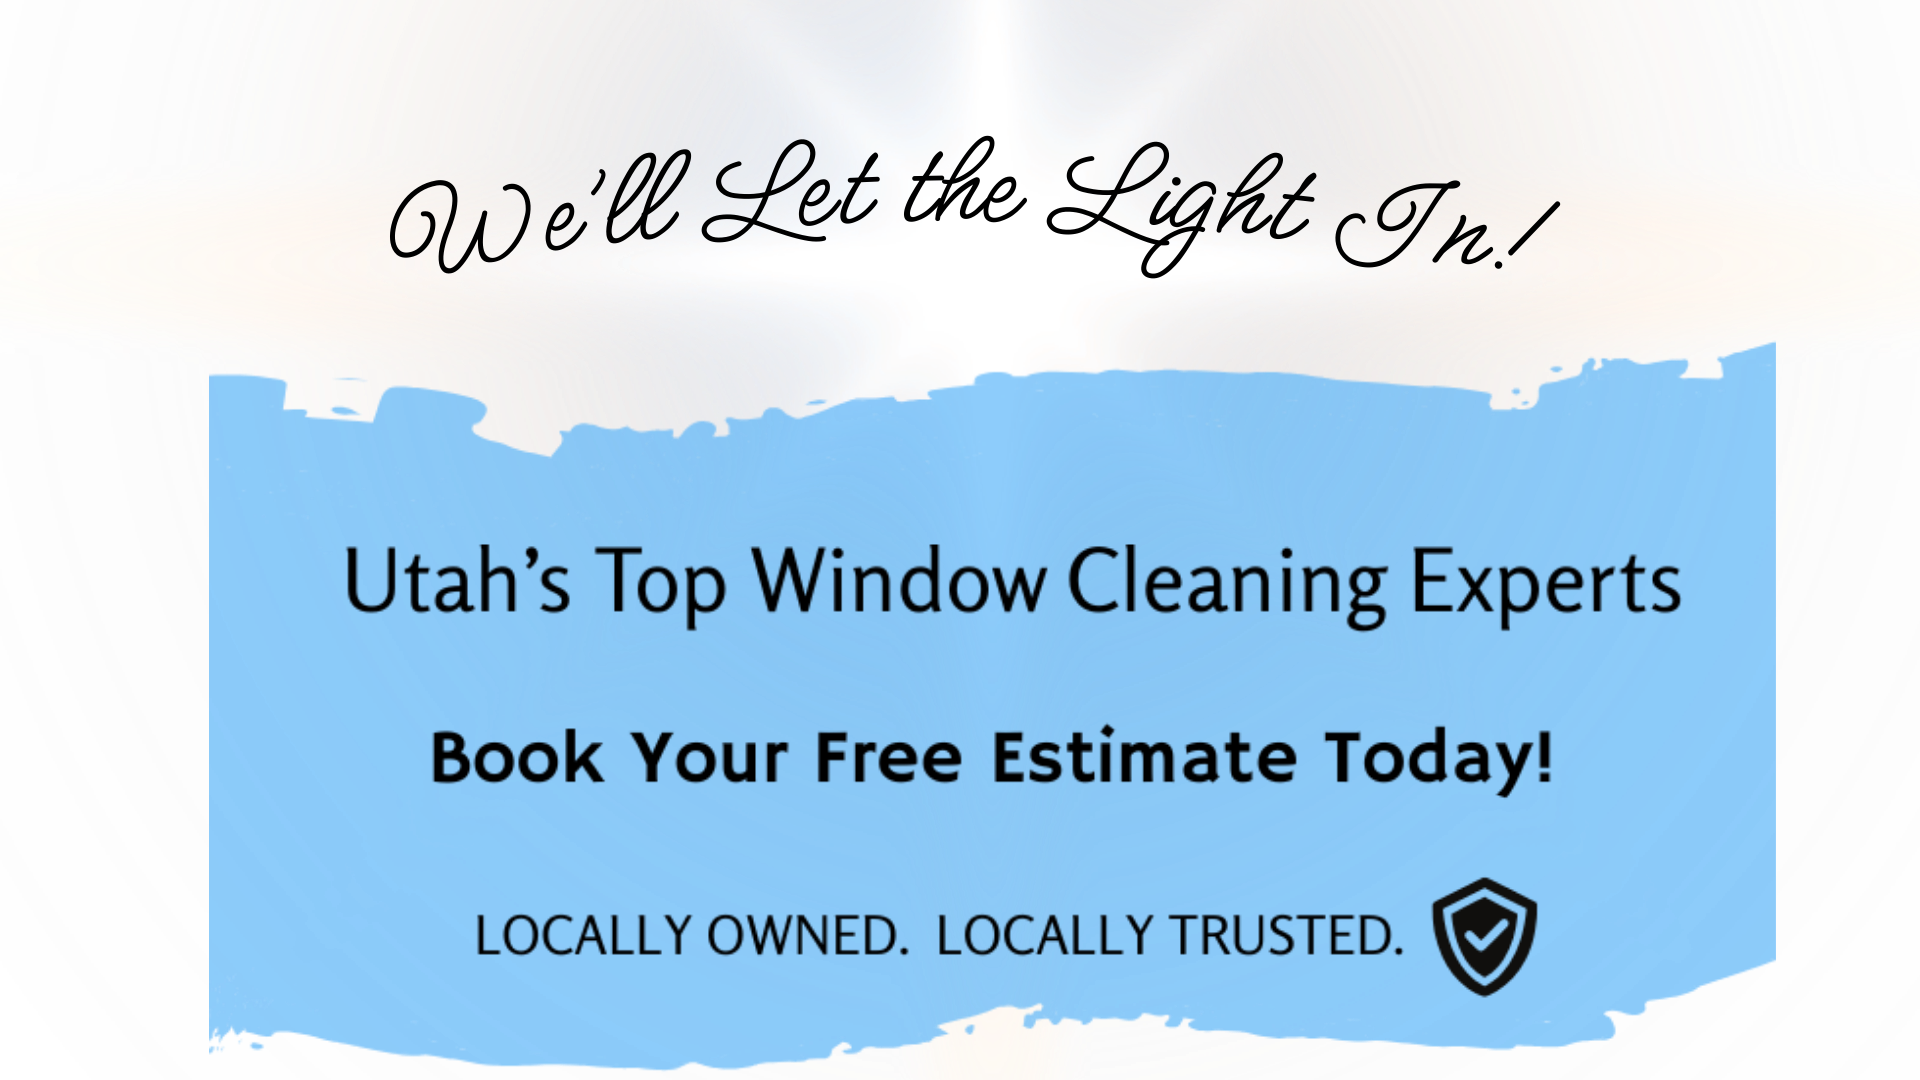 We'll Let the Light In!
Utah's Top Window Cleaning Experts
Book Your Free Estimate Today!
LOCALLY OWNED. LOCALLY TRUSTED.